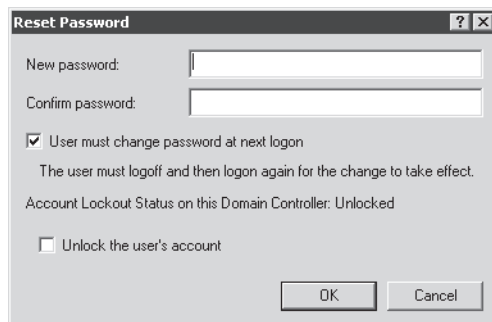 Reset Password
New password:
Confirm password:
User must change password at next logon
The user must logoff and then logon again for the change to take effect.
Account Lockout Status on this Domain Controller: Unlocked
Unlock the user's account
OK Cancel